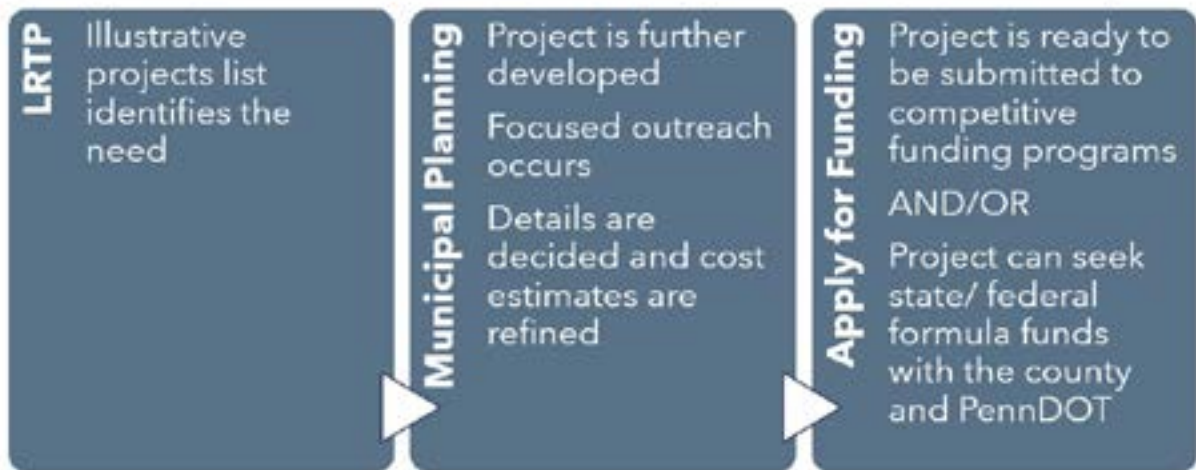 LRTP
Illustrative
projects list
identifies the
need
Municipal Planning
Project is further
developed
Focused outreach
occurs
Details are
decided and cost
estimates are
refined
Apply for Funding
Project is ready to
be submitted to
competitive
funding programs
AND/OR
Project can seek
state/ federal
formula funds
with the county
and PennDOT